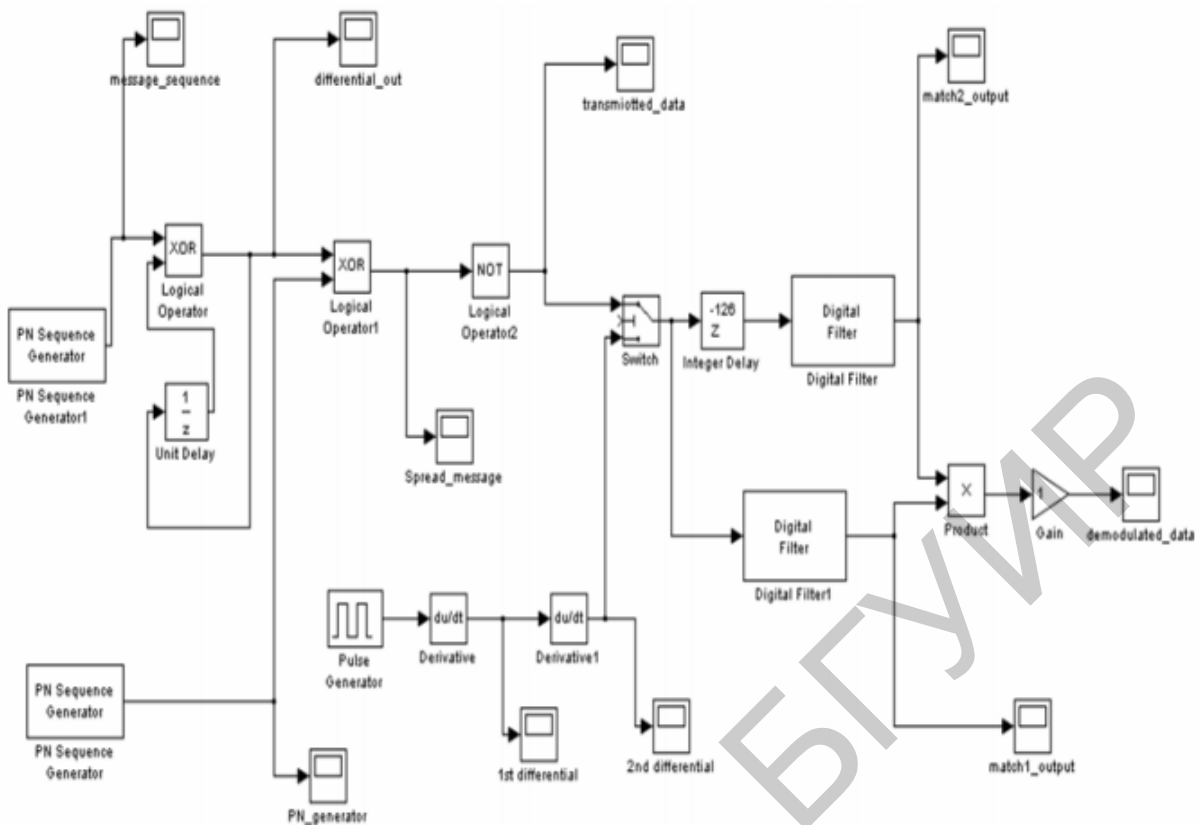 message_sequence
differential_out
transmiotted_data
match2_output
XOR
Logical
Operator
XOR
Logical
Operator1
NOT
Logical
Operator2
PN Sequence
Generator
PN Sequence
Generator1
1
z
Unit Delay
Spread_message
Switch
-126
Z
Integer Delay
Digital
Filter
Digital Filter
Digital
Filter
Digital Filter1
X
Product
1
Gain
demodulated_data
Pulse
Generator
du/dt
Derivative
du/dt
Derivative1
PN Sequence
Generator
PN Sequence
Generator
1st differential
2nd differential
match1_output
PN_generator
БГУИР